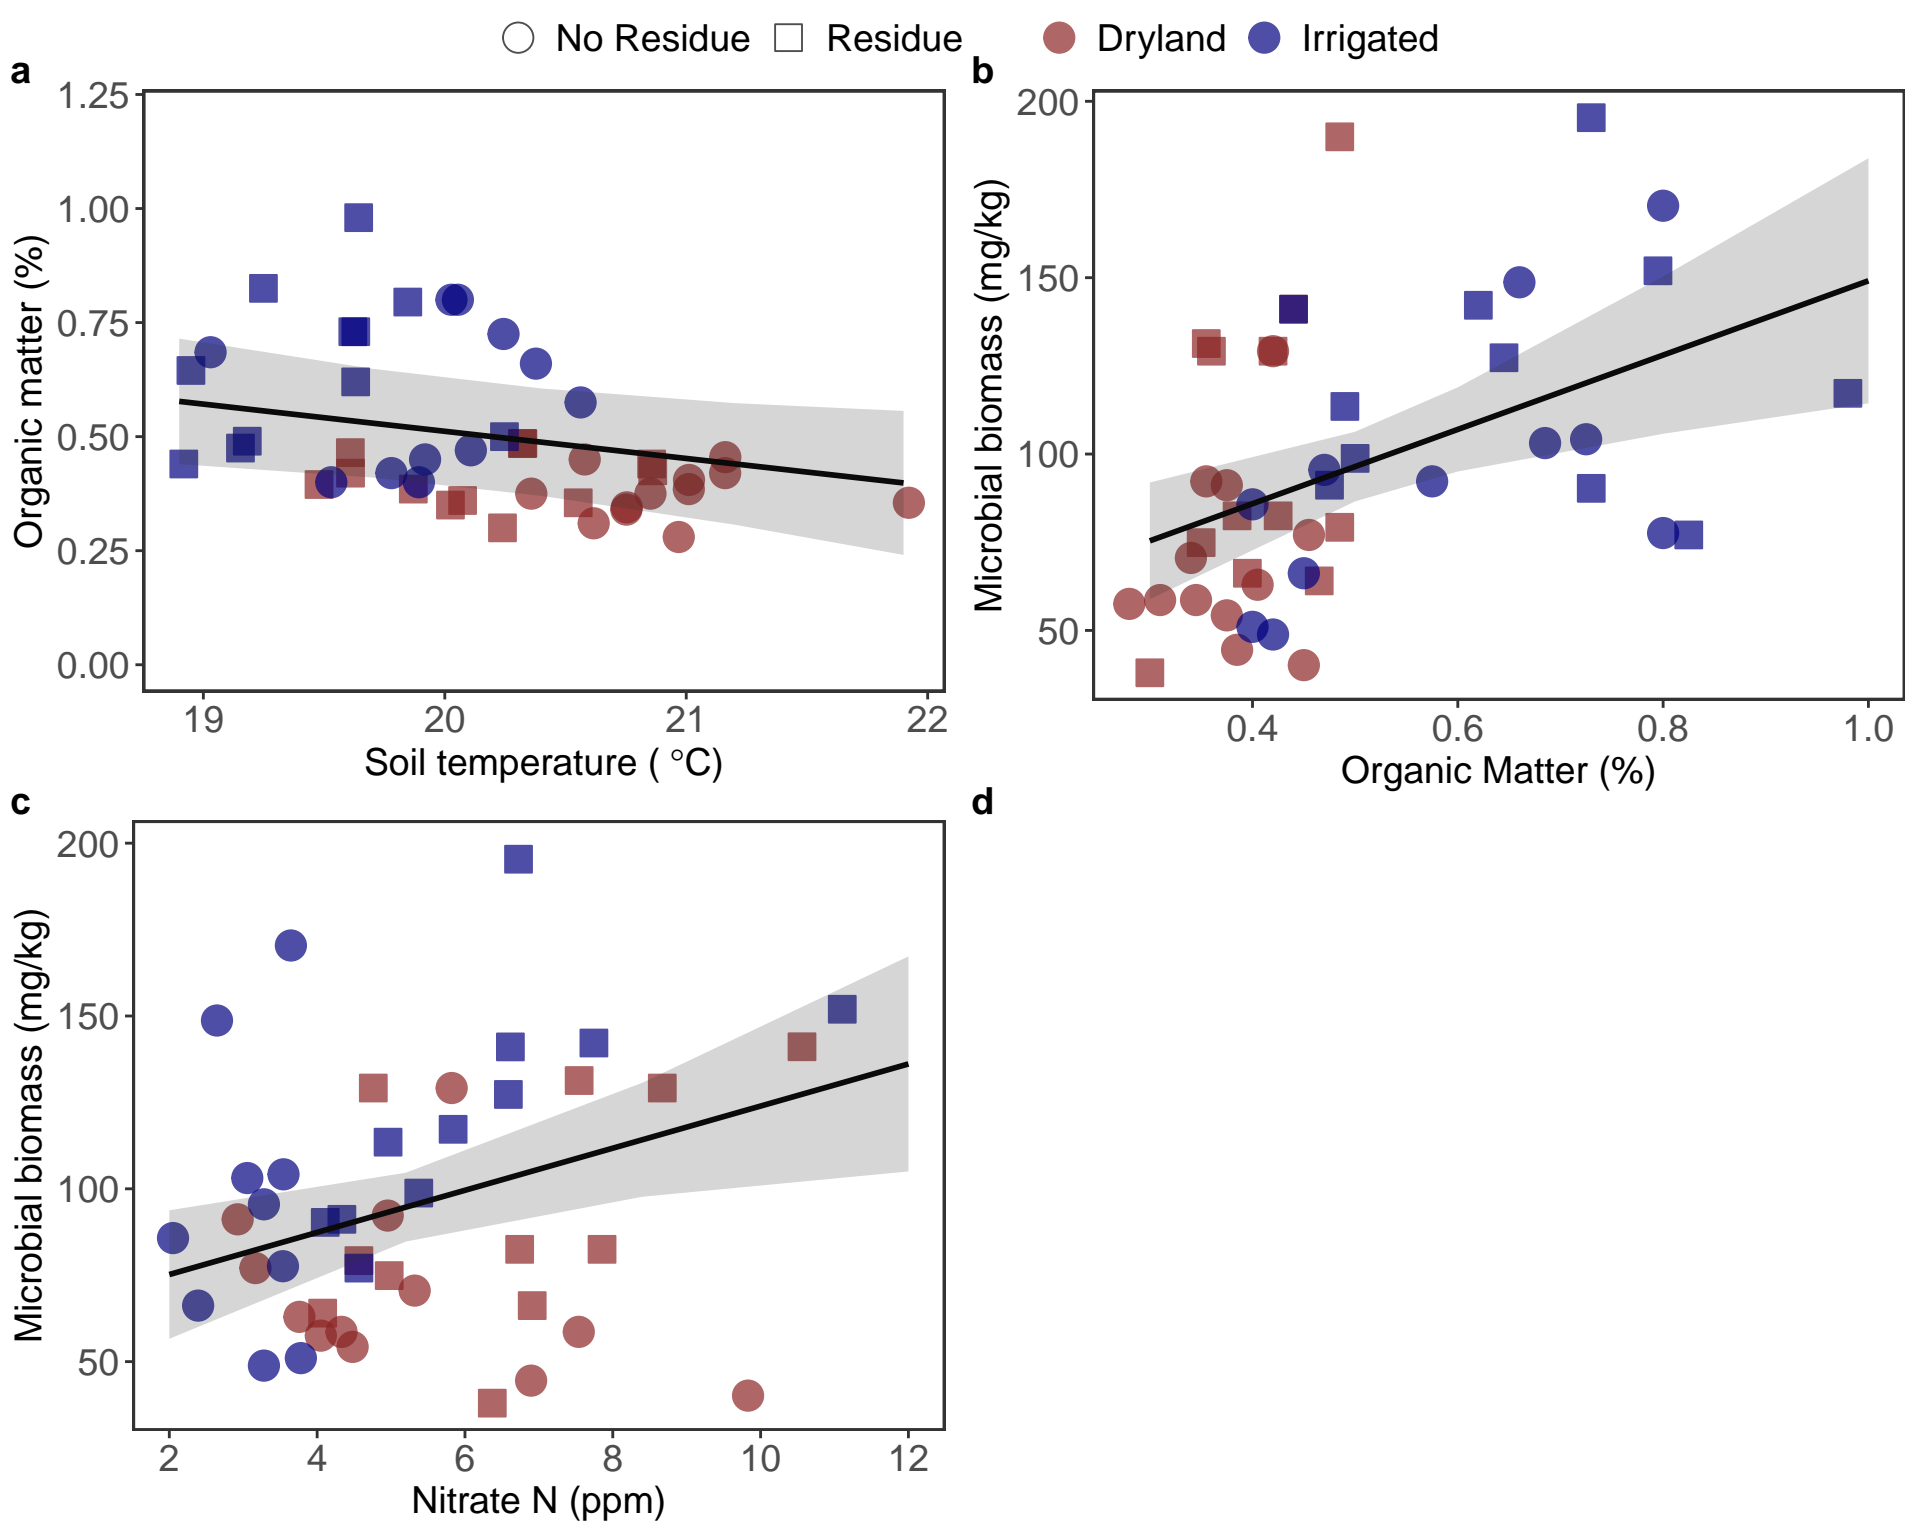 No Residue Residue Dryland Irrigated
a
1.25
1.00
0.75
0.50
0.25
0.00
Organic matter (%)
19 20 21 22
Soil temperature ( °C)
b
200
150
100
50
Microbial biomass (mg/kg)
0.4 0.6 0.8 1.0
Organic Matter (%)
c
200
150
100
50
Microbial biomass (mg/kg)
2 4 6 8 10 12
Nitrate N (ppm)
d